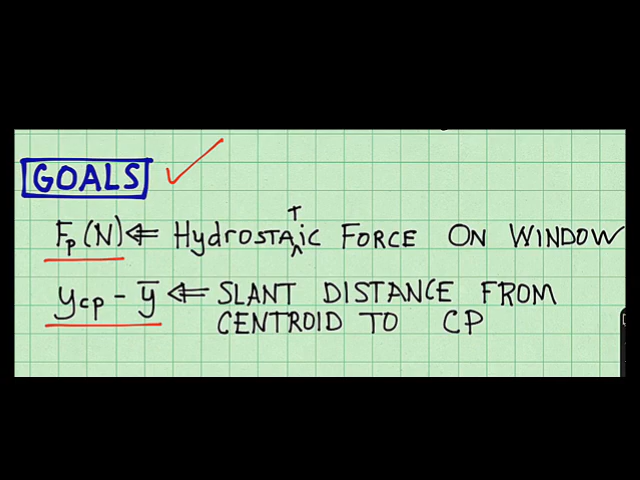 GOALS ✓
Fp (N) ⇐ Hydrostatic Force ON WINDOW
ycp - ȳ ⇐ SLANT DISTANCE FROM
CENTROID TO CP